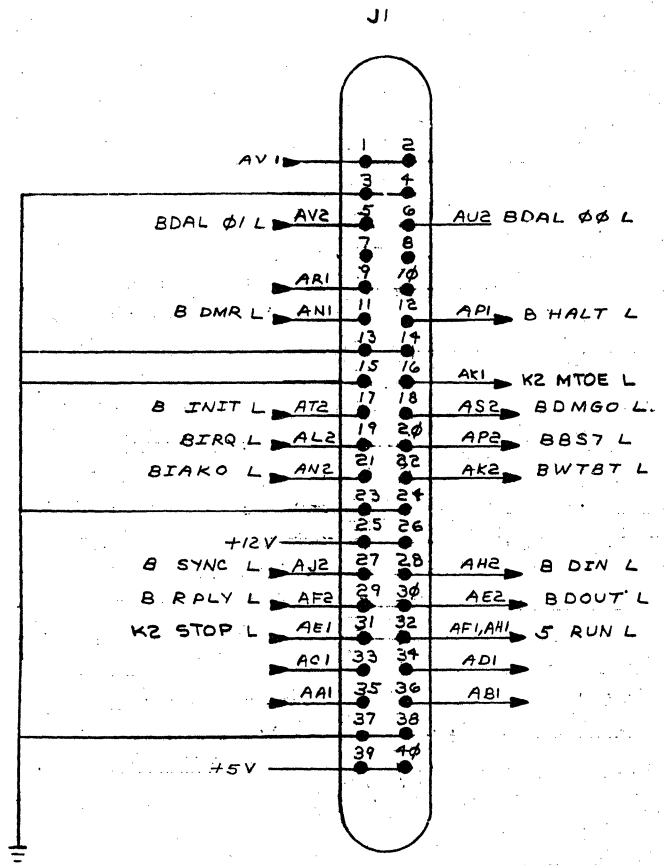 J1
1 2
AV1
3 4
BDAL Ø1 L AV2 5 6 AU2 BDAL ØØ L
7 8
AR1 9 1Ø
B DMR L AN1 11 12 AP1 B HALT L
13 14
15 16 AK1 K2 MTOE L
B INIT L AT2 17 18 AS2 BDMGO L
BIRQ L AL2 19 2Ø AP2 BBS7 L
BIAKO L AN2 21 22 AK2 BWTBT L
23 24
25 26
+12V
B SYNC L AJ2 27 28 AH2 B DIN L
B RPLY L AF2 29 3Ø AE2 BDOUT L
K2 STOP L AE1 31 32 AF1,AH1 5 RUN L
AC1 33 34 AD1
AA1 35 36 AB1
37 38
39 4Ø
+5V